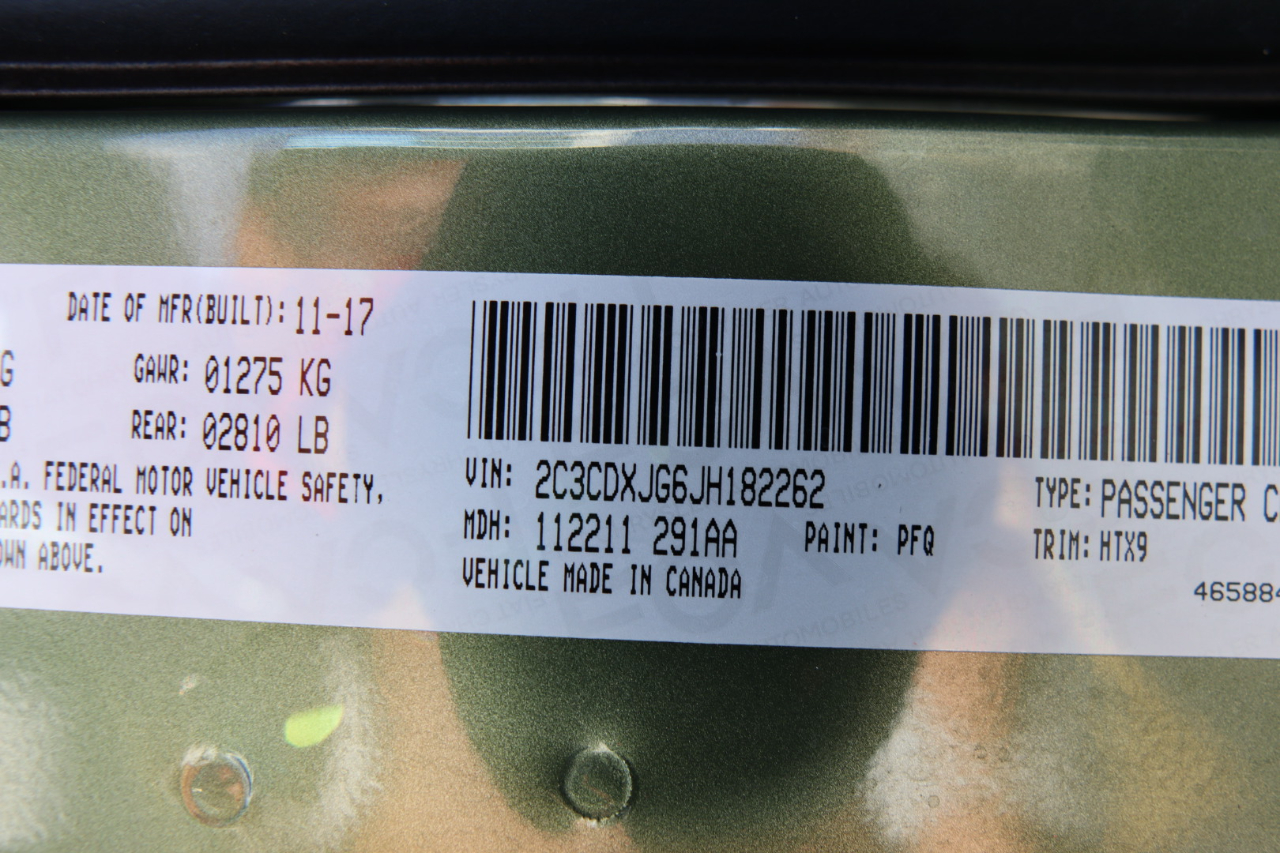 DATE OF MFR(BUILT): 11-17
G GAWR: 01275 KG
B REAR: 02810 LB
.A. FEDERAL MOTOR VEHICLE SAFETY,
ARDS IN EFFECT ON
OWN ABOVE.
VIN: 2C3CDXJG6JH182262 TYPE: PASSENGER C
MDH: 112211 291AA PAINT: PFQ TRIM: HTX9
VEHICLE MADE IN CANADA
46588